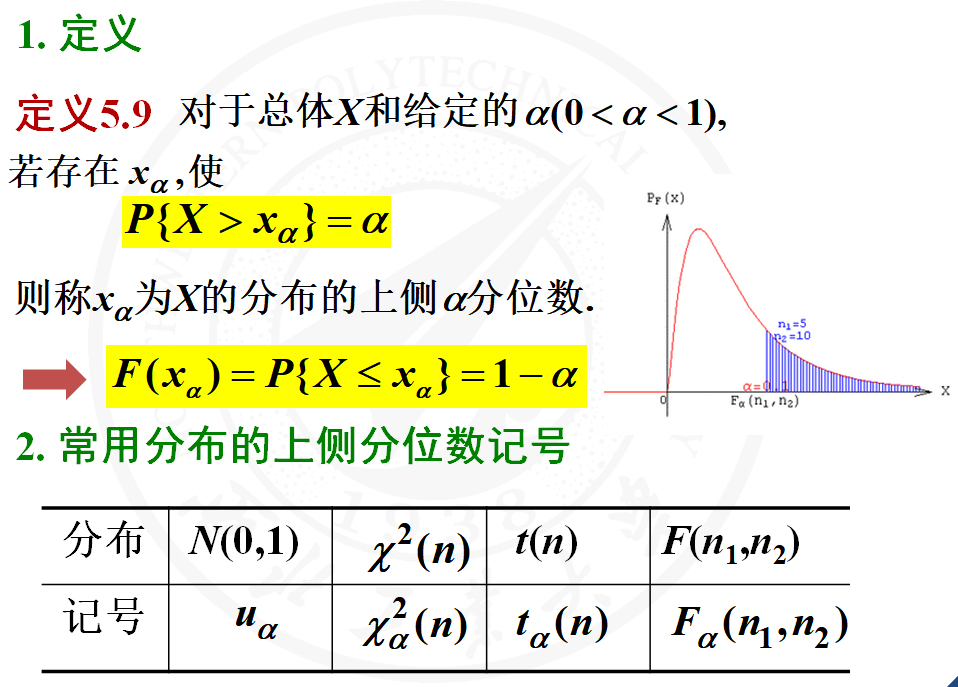 1. 定义
定义5.9 对于总体X和给定的α(0 < α < 1),
若存在 xα ,使
P{X > xα} = α
则称xα为X的分布的上侧α分位数.
F(xα) = P{X ≤ xα} = 1 − α
PF(x)
n1=5
n2=10
α=0.1
0
Fα(n1,n2)
X
2. 常用分布的上侧分位数记号
分布 N(0,1) χ²(n) t(n) F(n1,n2)
记号 uα χ²α(n) tα(n) Fα(n1,n2)